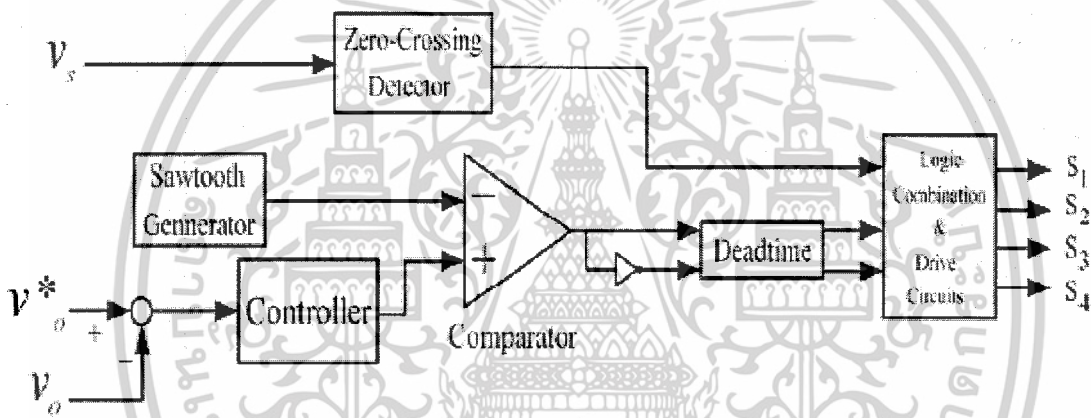 v_s
Zero-Crossing
Detector
Sawtooth
Gennerator
v*_o
+
−
v_o
Controller
−
+
Comparator
Deadtime
Logic
Combination
&
Drive
Circuits
S_1
S_2
S_3
S_4